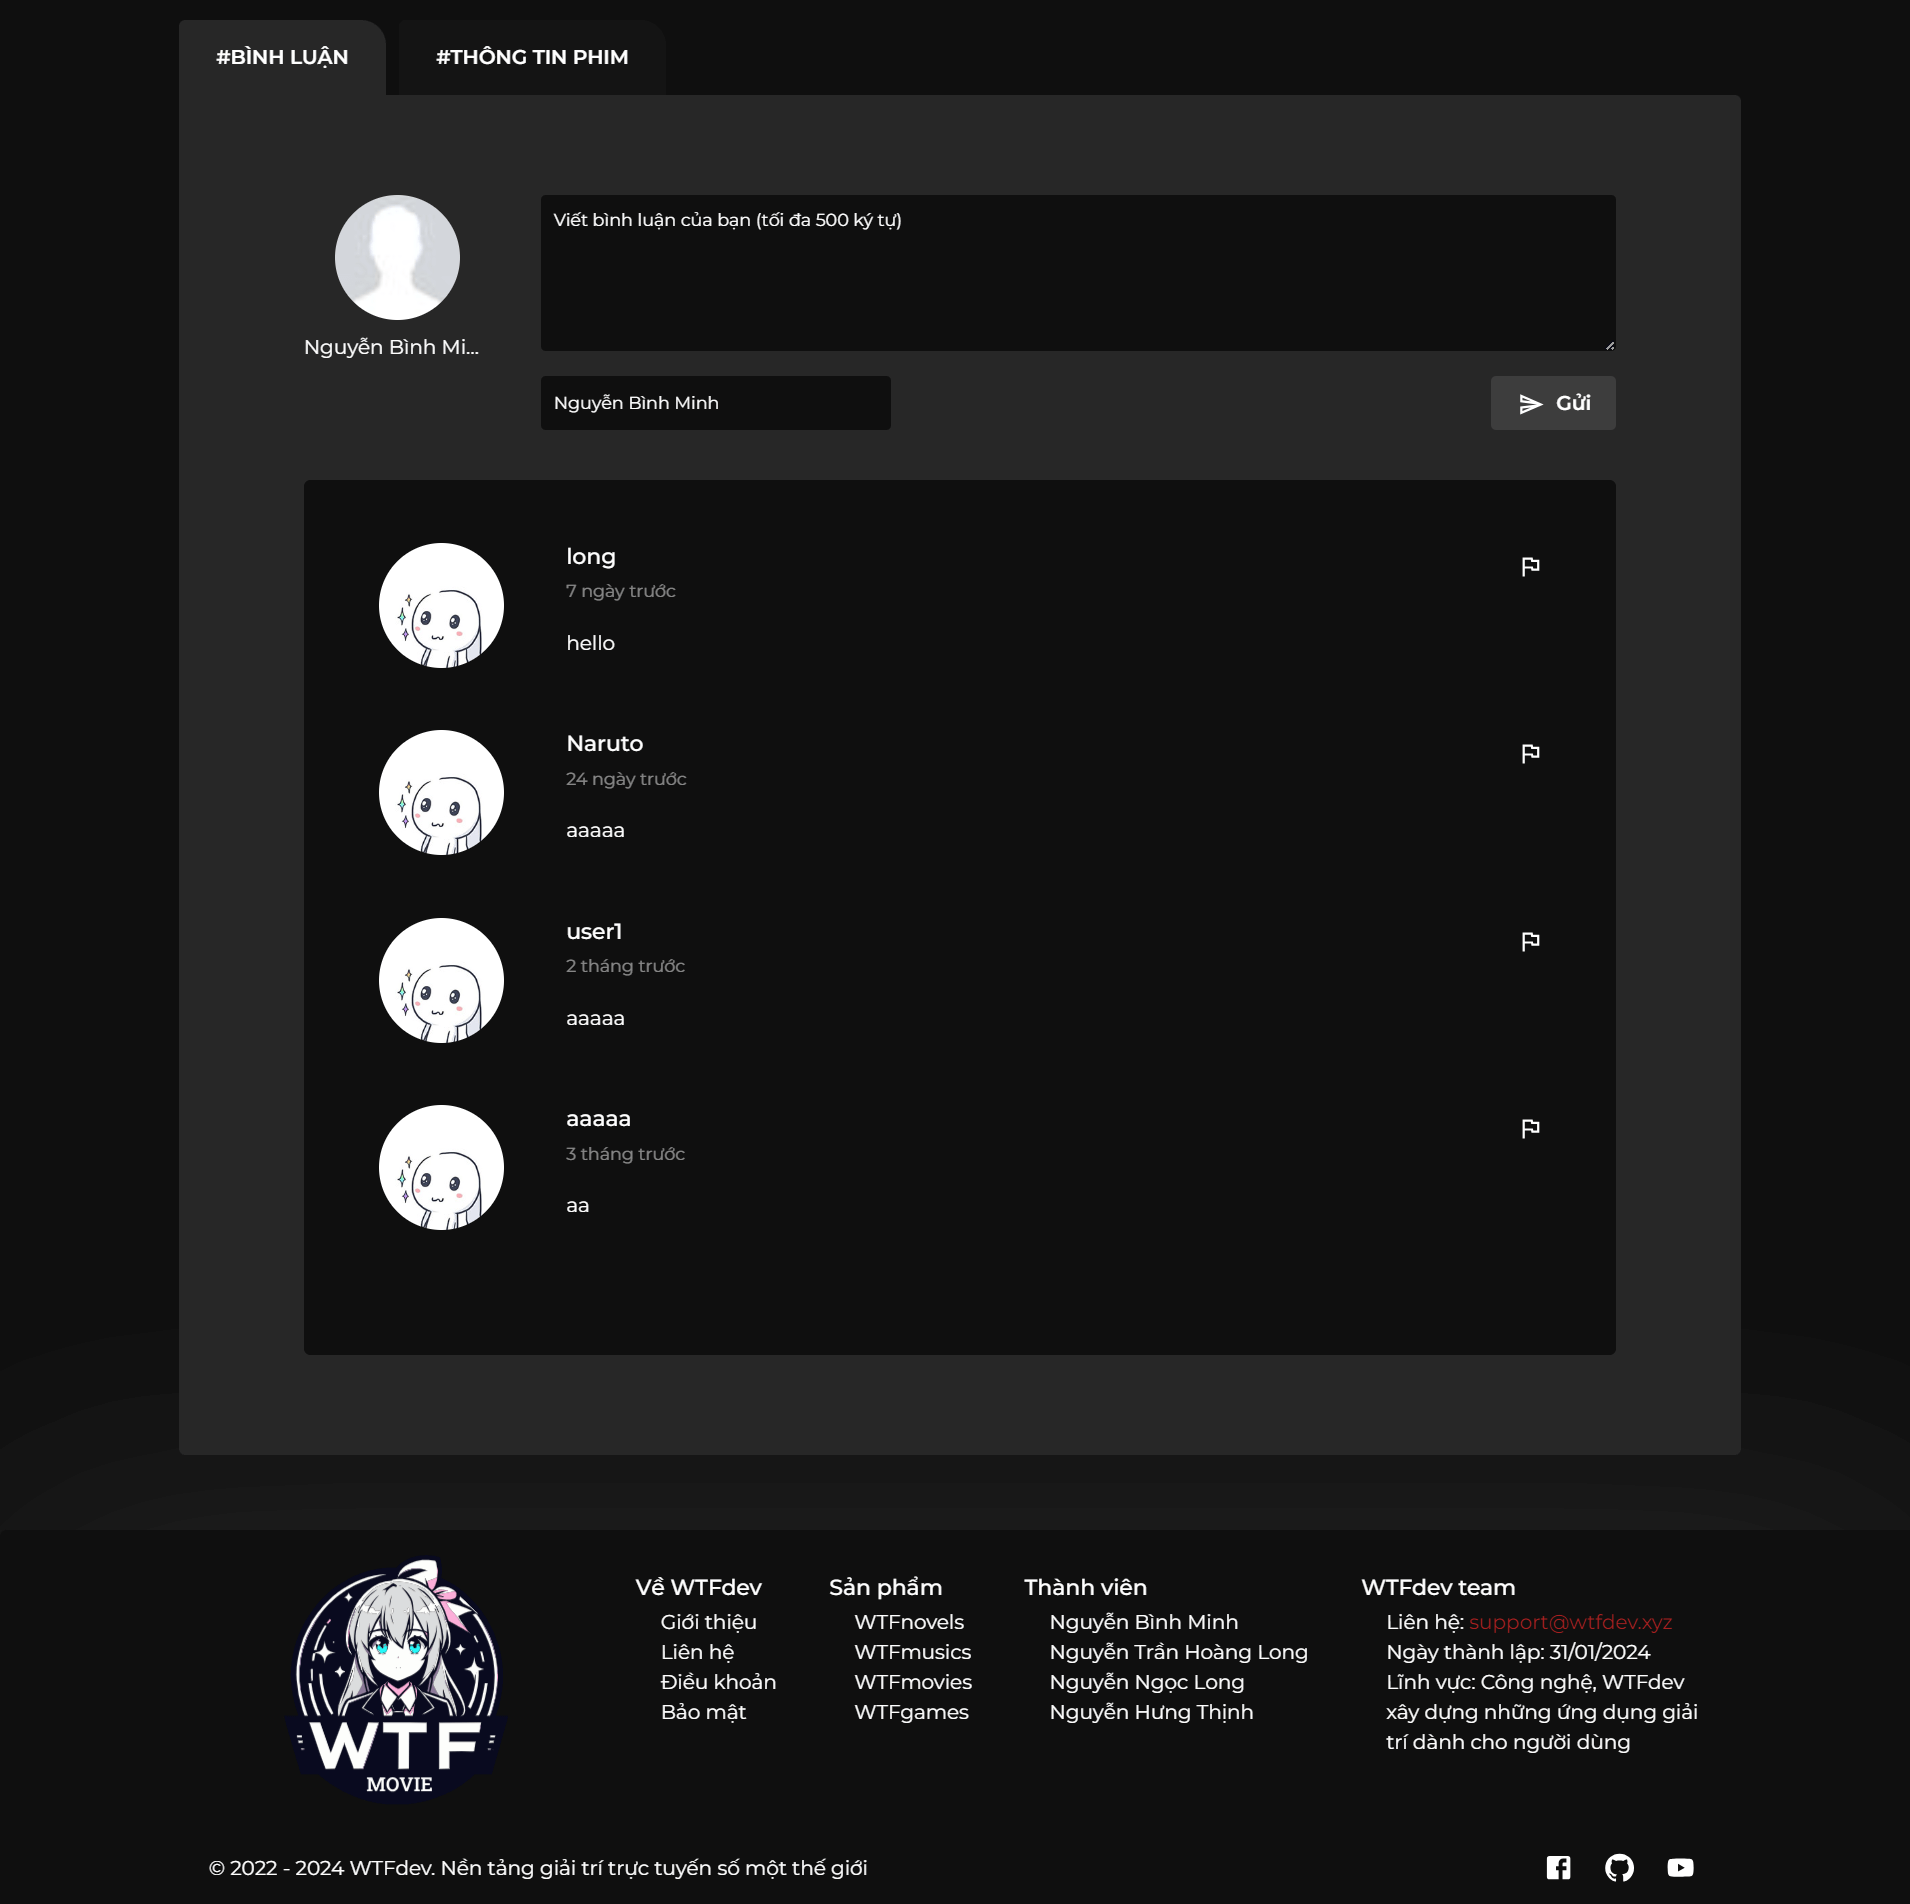 #BÌNH LUẬN
#THÔNG TIN PHIM
Viết bình luận của bạn (tối đa 500 ký tự)
Nguyễn Bình Mi...
Nguyễn Bình Minh
Gửi
long
7 ngày trước
hello
Naruto
24 ngày trước
aaaaa
user1
2 tháng trước
aaaaa
aaaaa
3 tháng trước
aa
WTF
MOVIE
Về WTFdev
Giới thiệu
Liên hệ
Điều khoản
Bảo mật
Sản phẩm
WTFnovels
WTFmusics
WTFmovies
WTFgames
Thành viên
Nguyễn Bình Minh
Nguyễn Trần Hoàng Long
Nguyễn Ngọc Long
Nguyễn Hưng Thịnh
WTFdev team
Liên hệ: support@wtfdev.xyz
Ngày thành lập: 31/01/2024
Lĩnh vực: Công nghệ, WTFdev
xây dựng những ứng dụng giải
trí dành cho người dùng
© 2022 - 2024 WTFdev. Nền tảng giải trí trực tuyến số một thế giới